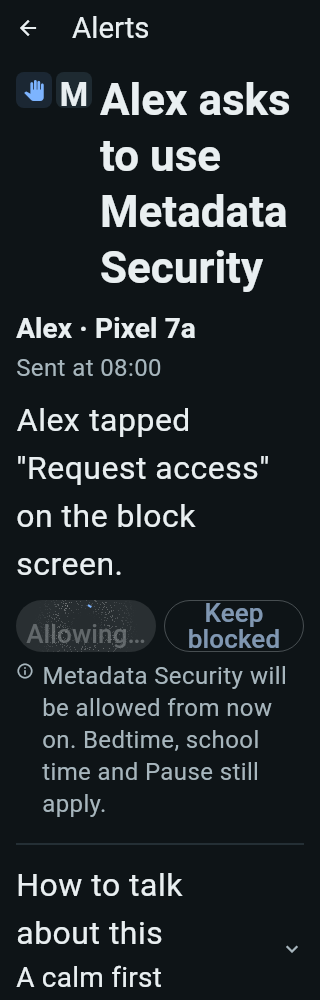 Alerts
M
Alex asks
to use
Metadata
Security
Alex · Pixel 7a
Sent at 08:00
Alex tapped
"Request access"
on the block
screen.
Allowing…
Keep
blocked
Metadata Security will
be allowed from now
on. Bedtime, school
time and Pause still
apply.
How to talk
about this
A calm first